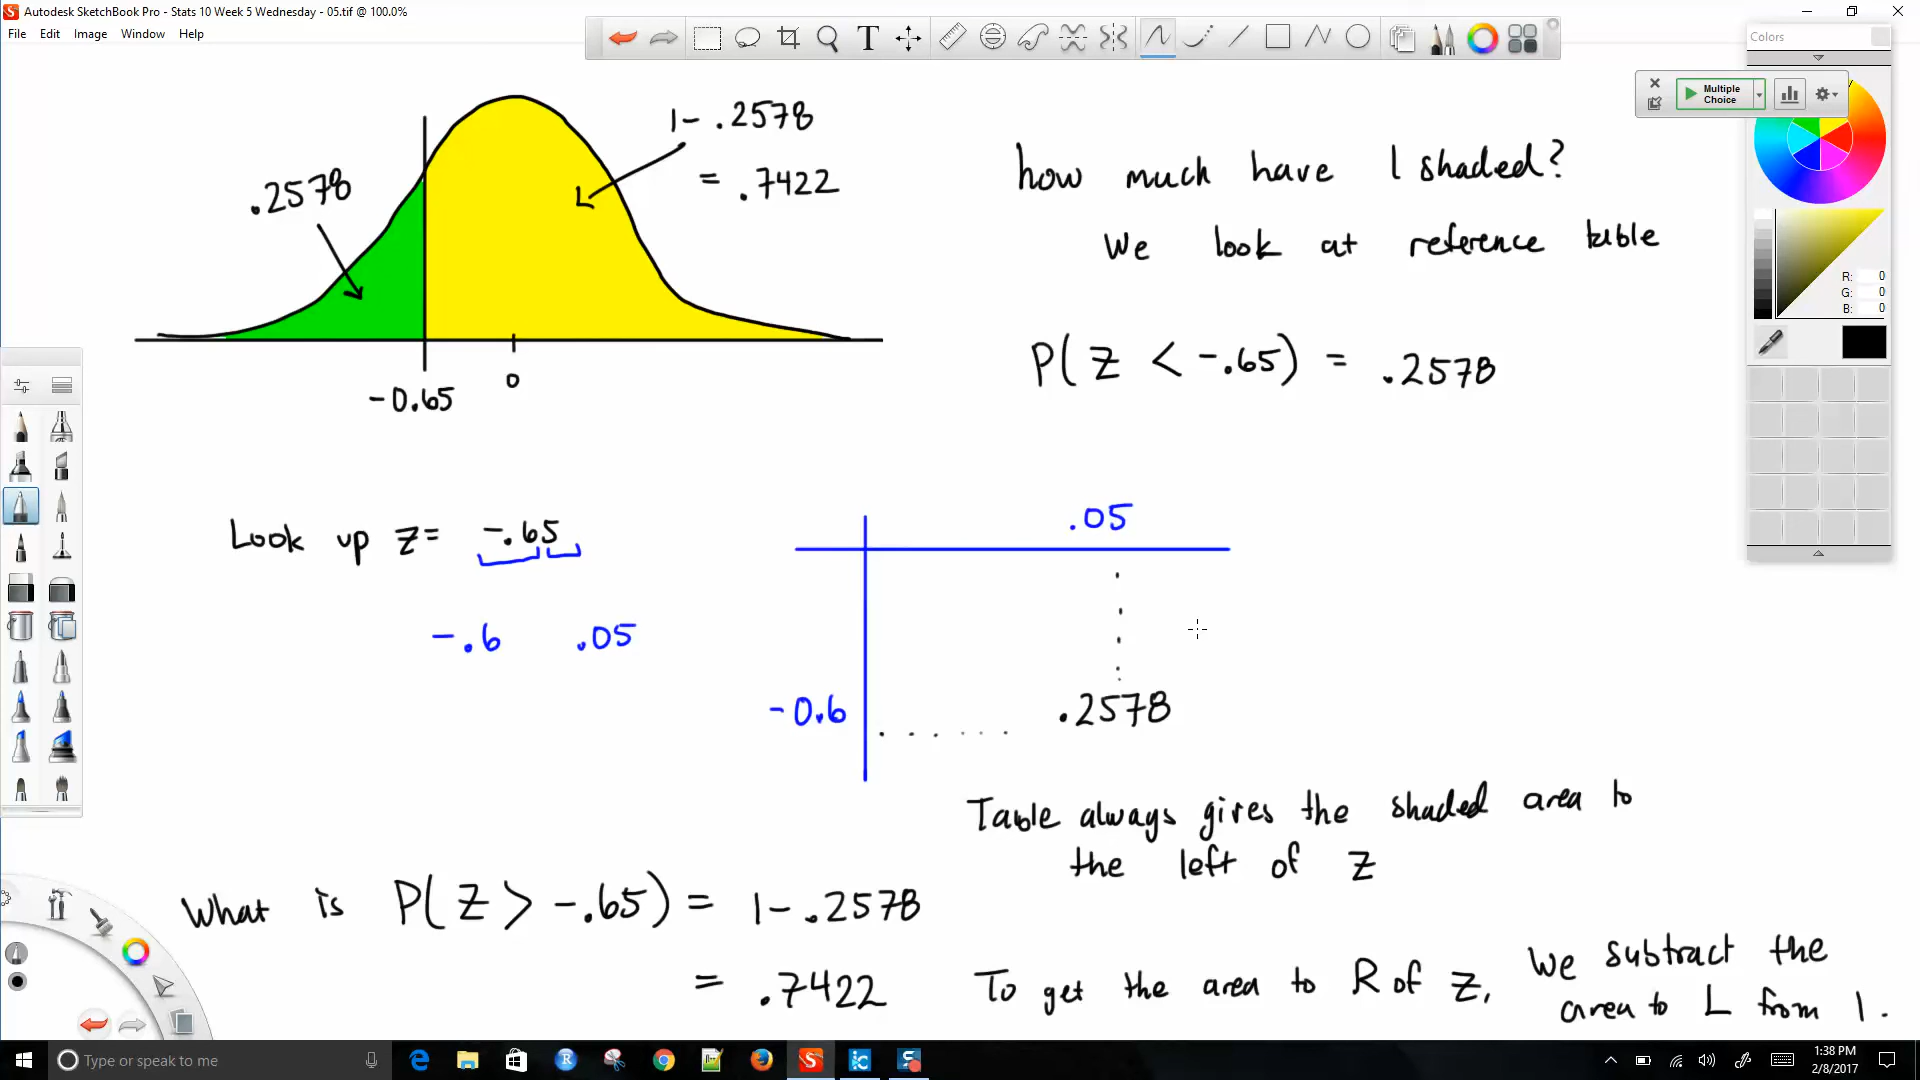 Autodesk SketchBook Pro - Stats 10 Week 5 Wednesday - 05.tif @ 100.0%
File Edit Image Window Help
Colors
Multiple
Choice
R: 0
G: 0
B: 0
1 - .2578
= .7422
.2578
-0.65
0
how much have I shaded?
We look at reference table
P( Z < -.65) = .2578
Look up Z= -.65
-.6 .05
.05
-0.6
.2578
Table always gives the shaded area to
the left of Z
What is P( Z > -.65) = 1 - .2578
= .7422
To get the area to R of Z,
We subtract the
area to L from 1.
Type or speak to me
1:38 PM
2/8/2017